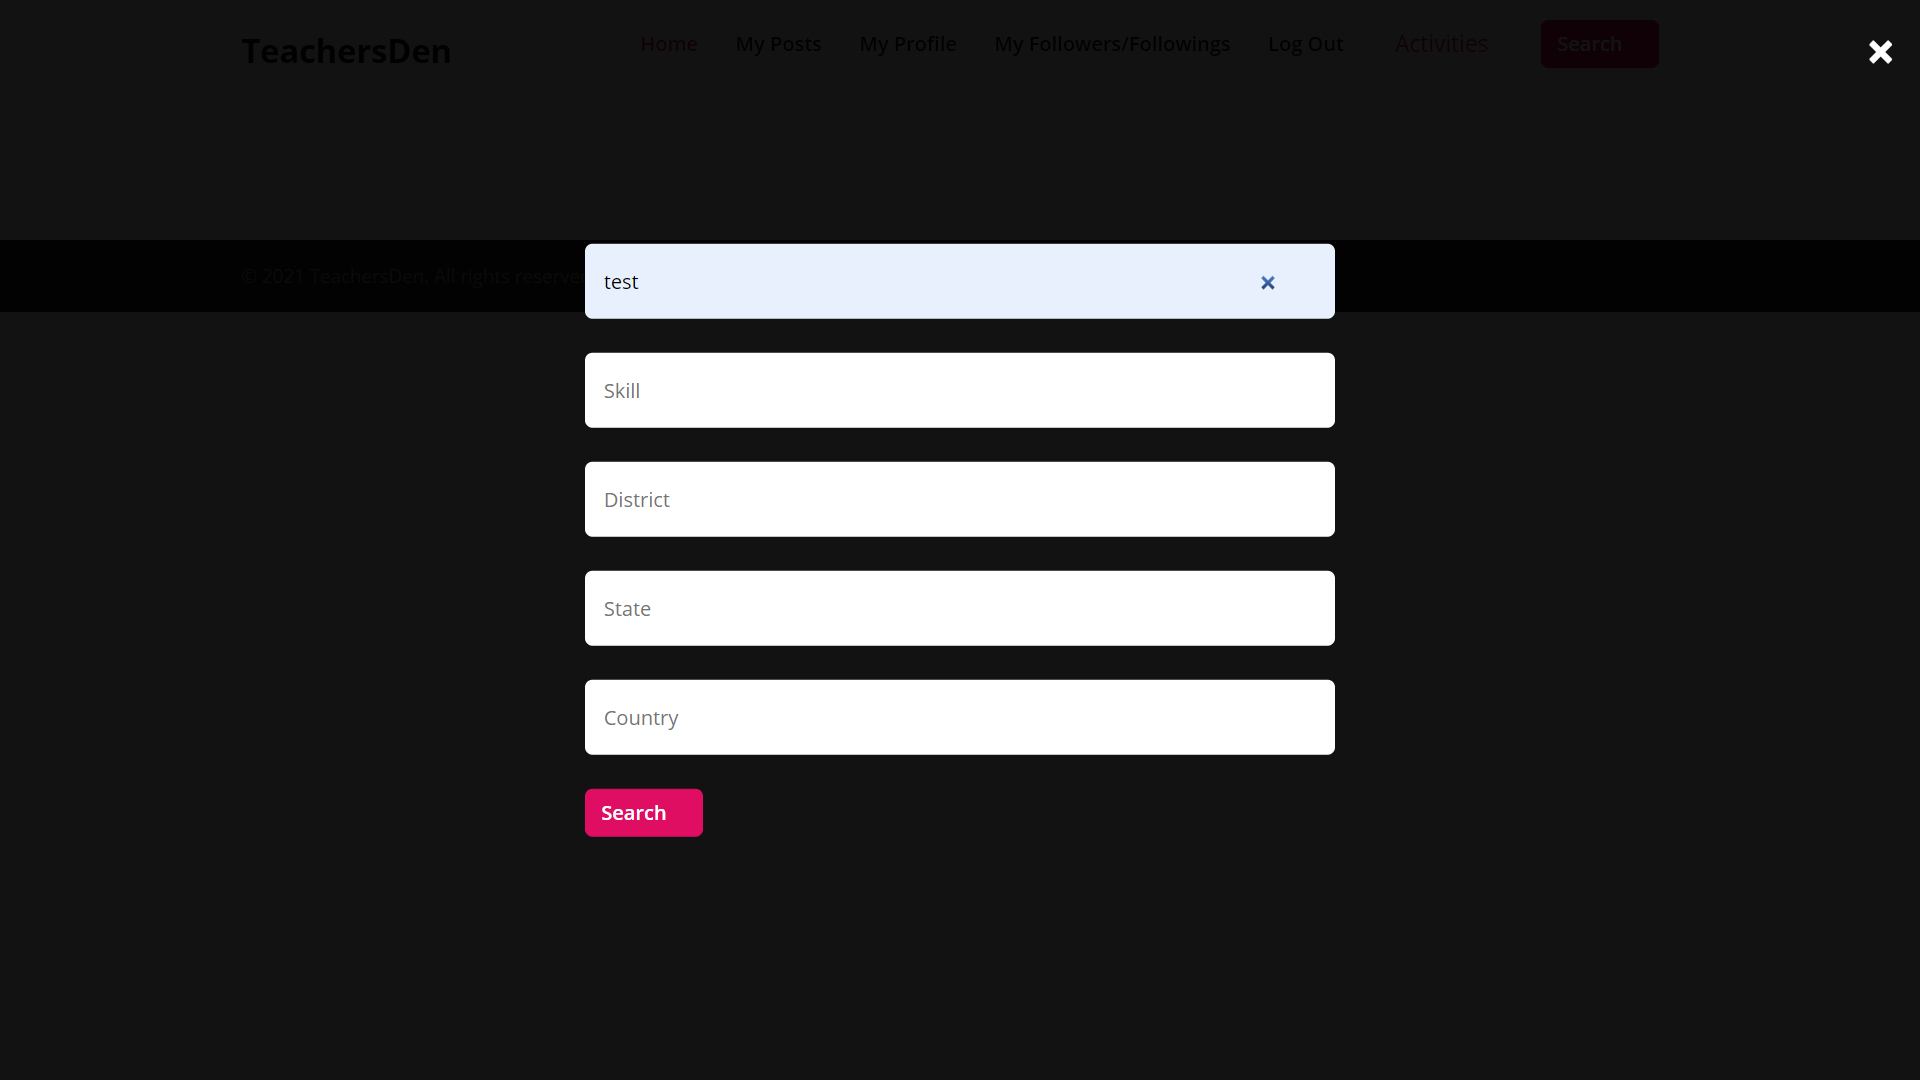 TeachersDen
Home
My Posts
My Profile
My Followers/Followings
Log Out
Activities
Search
© 2021 TeachersDen. All rights
test
Skill
District
State
Country
Search